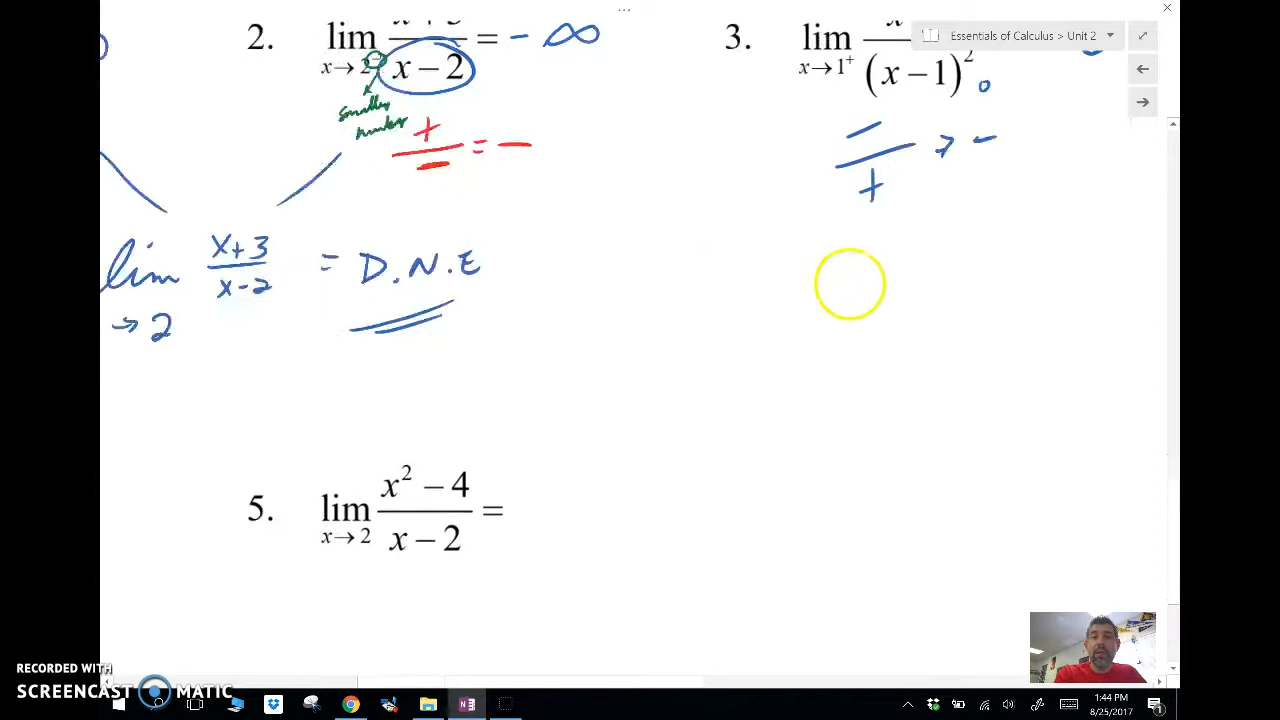 2. lim x→2⁻ x+3 / x−2 = − ∞
smaller
number
+ / − = −
3. lim x→1⁺ x / (x−1)² 0
− / + → −
Essentials of Calculus > Unit 2
lim →2 x+3 / x−2 = D.N.E
5. lim x→2 x² − 4 / x − 2 =
RECORDED WITH
SCREENCAST MATIC
1:44 PM
8/25/2017